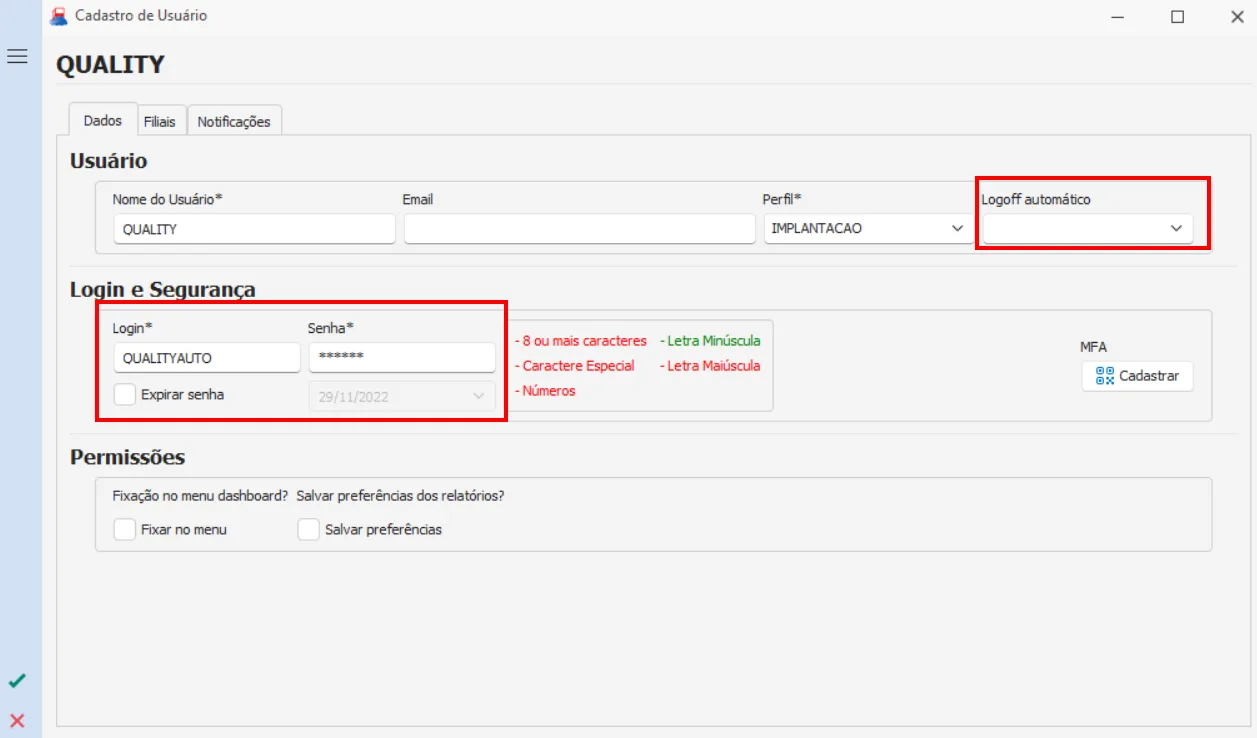 Cadastro de Usuário
QUALITY
Dados Filiais Notificações
Usuário
Nome do Usuário* Email Perfil* Logoff automático
QUALITY IMPLANTACAO
Login e Segurança
Login* Senha*
- 8 ou mais caracteres - Letra Minúscula
MFA
QUALITYAUTO ******
- Caractere Especial - Letra Maiúscula
Cadastrar
Expirar senha 29/11/2022
- Números
Permissões
Fixação no menu dashboard? Salvar preferências dos relatórios?
Fixar no menu Salvar preferências